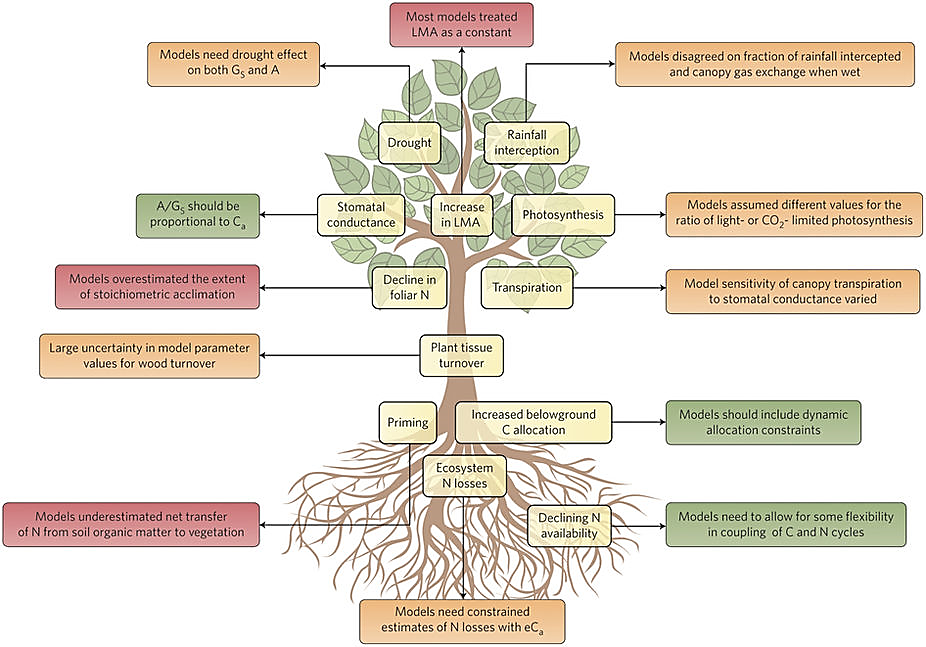 Most models treated
LMA as a constant
Models need drought effect
on both GS and A
Models disagreed on fraction of rainfall intercepted
and canopy gas exchange when wet
Drought
Rainfall
interception
A/GS should be
proportional to Ca
Stomatal
conductance
Increase
in LMA
Photosynthesis
Models assumed different values for the
ratio of light- or CO2- limited photosynthesis
Models overestimated the extent
of stoichiometric acclimation
Decline in
foliar N
Transpiration
Model sensitivity of canopy transpiration
to stomatal conductance varied
Large uncertainty in model parameter
values for wood turnover
Plant tissue
turnover
Priming
Increased belowground
C allocation
Models should include dynamic
allocation constraints
Ecosystem
N losses
Models underestimated net transfer
of N from soil organic matter to vegetation
Declining N
availability
Models need to allow for some flexibility
in coupling of C and N cycles
Models need constrained
estimates of N losses with eCa